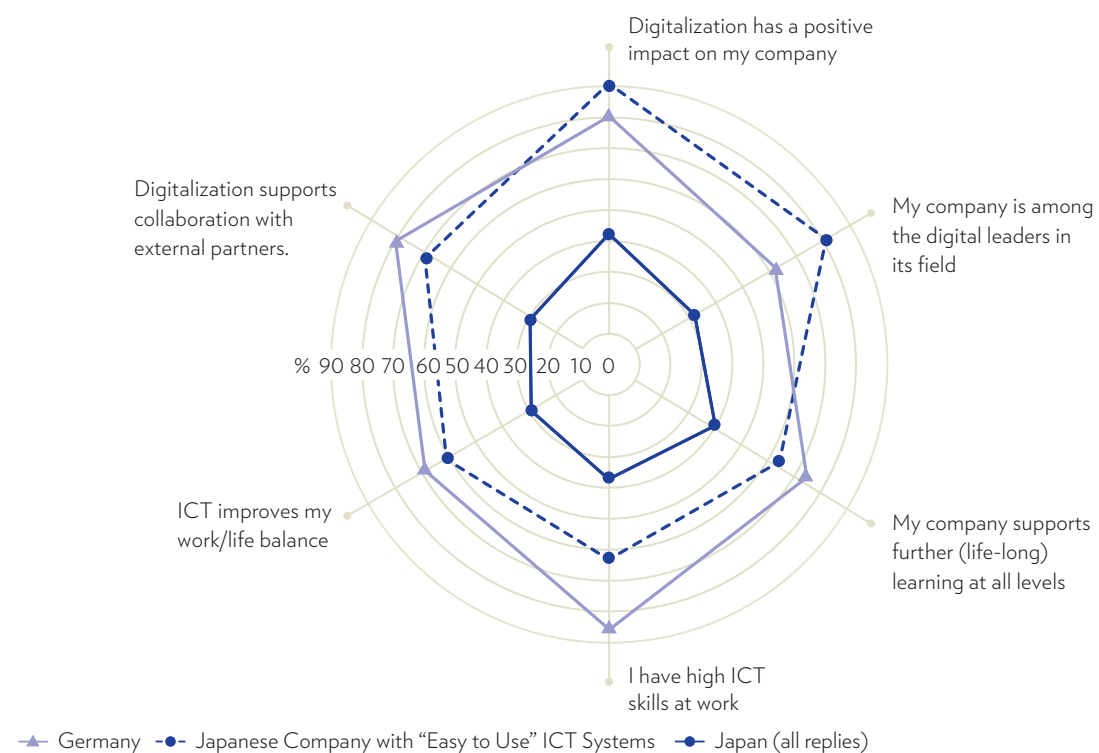 Digitalization has a positive
impact on my company
Digitalization supports
collaboration with
external partners.
My company is among
the digital leaders in
its field
% 90 80 70 60 50 40 30 20 10 0
ICT improves my
work/life balance
My company supports
further (life-long)
learning at all levels
I have high ICT
skills at work
Germany Japanese Company with “Easy to Use” ICT Systems Japan (all replies)